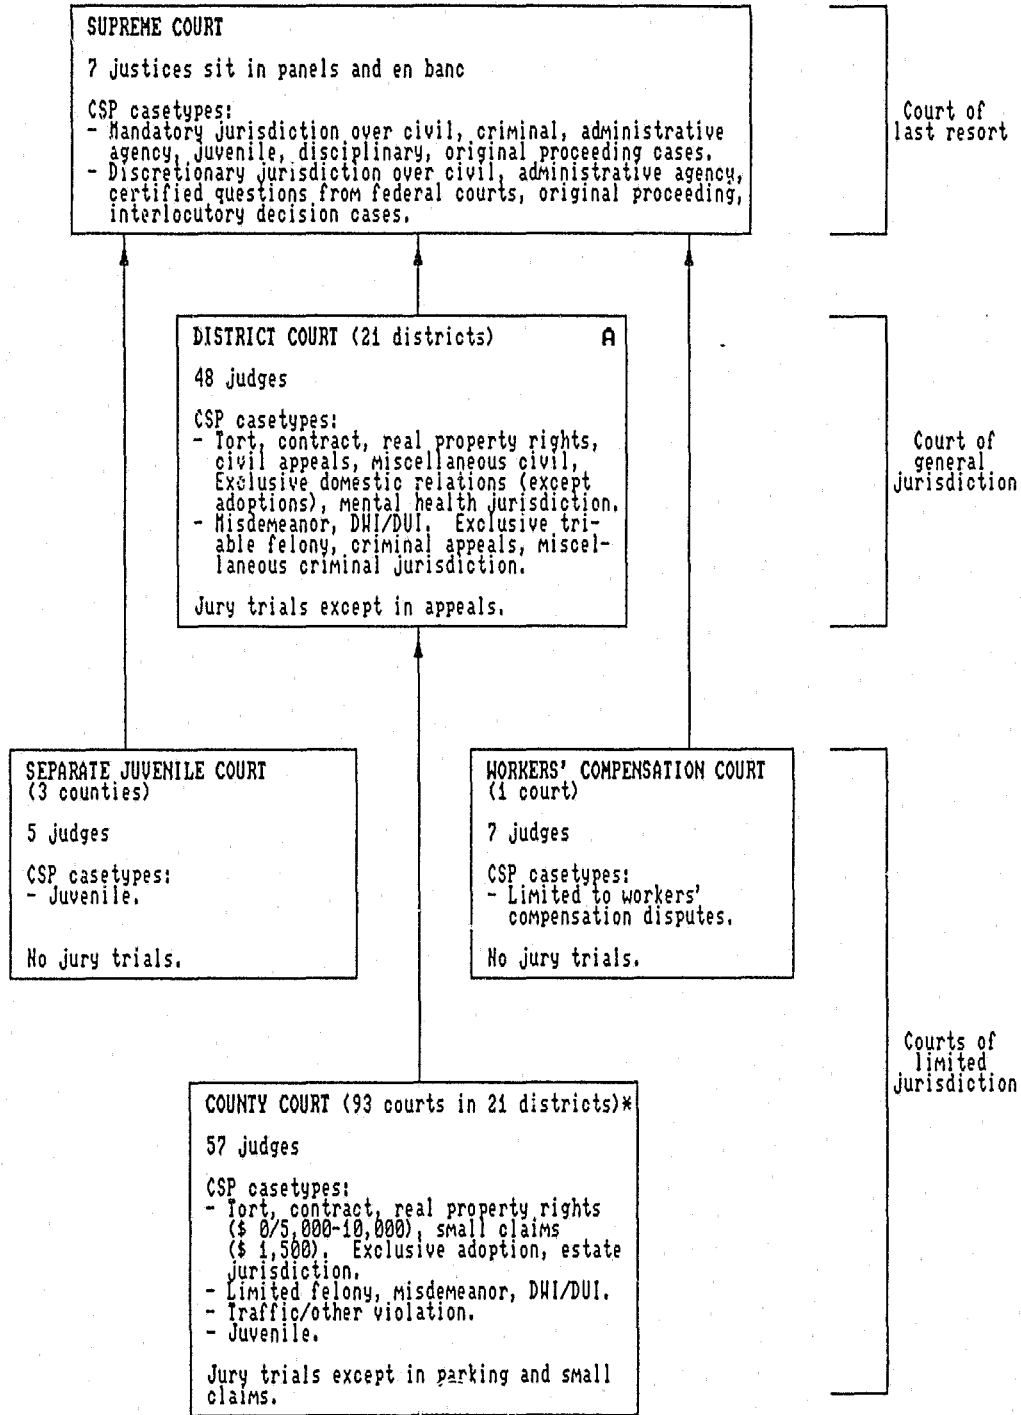 SUPREME COURT
7 justices sit in panels and en banc
CSP casetypes:
- Mandatory jurisdiction over civil, criminal, administrative
agency, juvenile, disciplinary, original proceeding cases.
- Discretionary jurisdiction over civil, administrative agency,
certified questions from federal courts, original proceeding,
interlocutory decision cases.
Court of
last resort
DISTRICT COURT (21 districts) A
48 judges
CSP casetypes:
- Tort, contract, real property rights,
civil appeals, miscellaneous civil,
Exclusive domestic relations (except
adoptions), mental health jurisdiction.
- Misdemeanor, DWI/DUI. Exclusive tri-
able felony, criminal appeals, miscel-
laneous criminal jurisdiction.
Jury trials except in appeals.
Court of
general
jurisdiction
SEPARATE JUVENILE COURT
(3 counties)
5 judges
CSP casetypes:
- Juvenile.
No jury trials.
WORKERS' COMPENSATION COURT
(1 court)
7 judges
CSP casetypes:
- Limited to workers'
compensation disputes.
No jury trials.
Courts of
limited
jurisdiction
COUNTY COURT (93 courts in 21 districts)*
57 judges
CSP casetypes:
- Tort, contract, real property rights
($ 0/5,000-10,000), small claims
($ 1,500). Exclusive adoption, estate
jurisdiction.
- Limited felony, misdemeanor, DWI/DUI.
- Traffic/other violation.
- Juvenile.
Jury trials except in parking and small
claims.